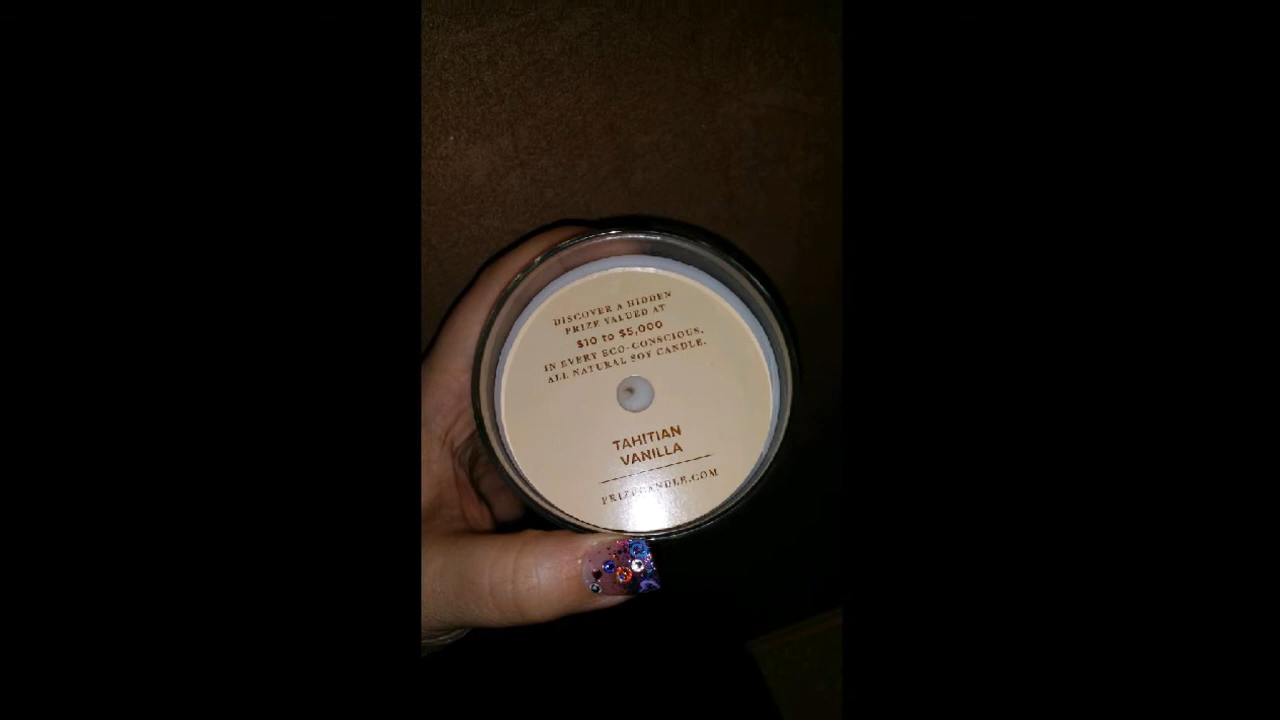 DISCOVER A HIDDEN
PRIZE VALUED AT
$10 to $5,000
IN EVERY ECO-CONSCIOUS,
ALL NATURAL SOY CANDLE.
TAHITIAN
VANILLA
PRIZECANDLE.COM